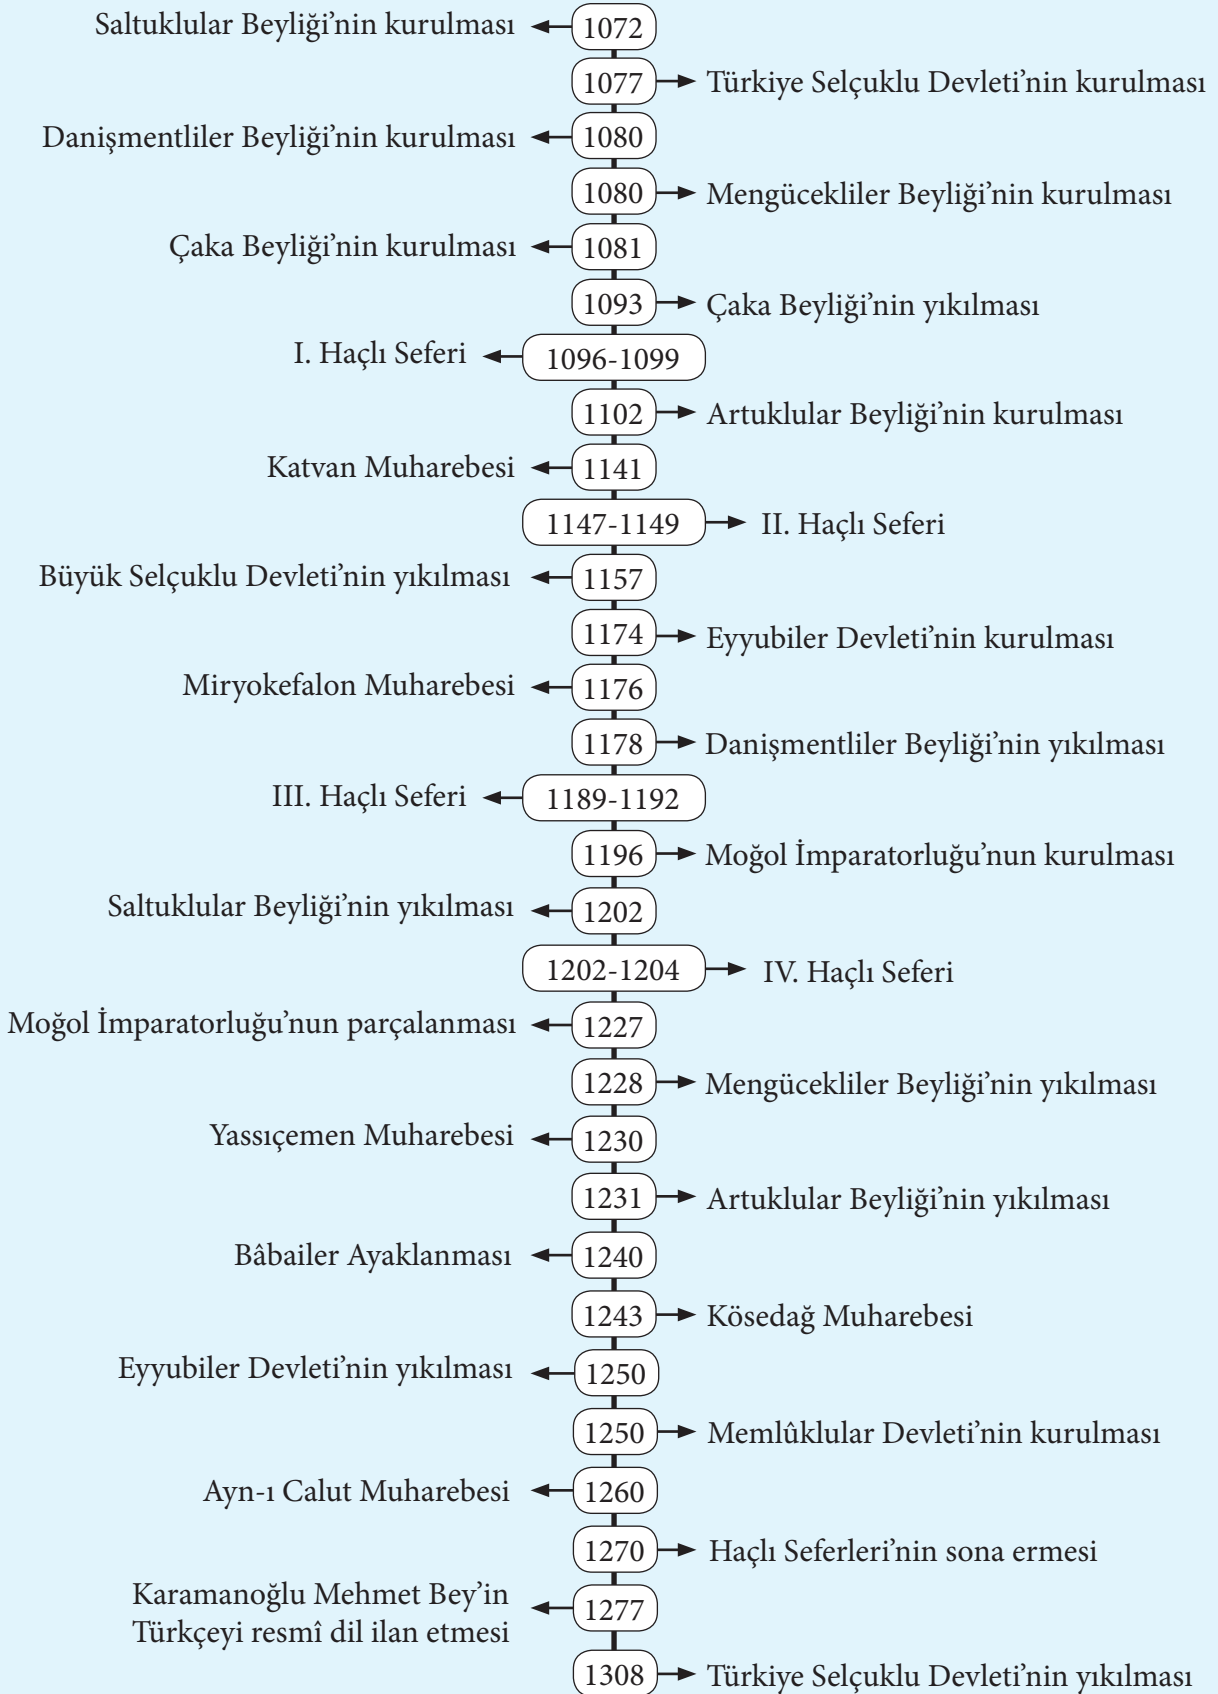 Saltuklular Beyliği’nin kurulması 1072
1077 Türkiye Selçuklu Devleti’nin kurulması
Danişmentliler Beyliği’nin kurulması 1080
1080 Mengücekliler Beyliği’nin kurulması
Çaka Beyliği’nin kurulması 1081
1093 Çaka Beyliği’nin yıkılması
I. Haçlı Seferi 1096-1099
1102 Artuklular Beyliği’nin kurulması
Katvan Muharebesi 1141
1147-1149 II. Haçlı Seferi
Büyük Selçuklu Devleti’nin yıkılması 1157
1174 Eyyubiler Devleti’nin kurulması
Miryokefalon Muharebesi 1176
1178 Danişmentliler Beyliği’nin yıkılması
III. Haçlı Seferi 1189-1192
1196 Moğol İmparatorluğu’nun kurulması
Saltuklular Beyliği’nin yıkılması 1202
1202-1204 IV. Haçlı Seferi
Moğol İmparatorluğu’nun parçalanması 1227
1228 Mengücekliler Beyliği’nin yıkılması
Yassıçemen Muharebesi 1230
1231 Artuklular Beyliği’nin yıkılması
Bâbailer Ayaklanması 1240
1243 Kösedağ Muharebesi
Eyyubiler Devleti’nin yıkılması 1250
1250 Memlûklular Devleti’nin kurulması
Ayn-ı Calut Muharebesi 1260
1270 Haçlı Seferleri’nin sona ermesi
Karamanoğlu Mehmet Bey’in
Türkçeyi resmî dil ilan etmesi 1277
1308 Türkiye Selçuklu Devleti’nin yıkılması